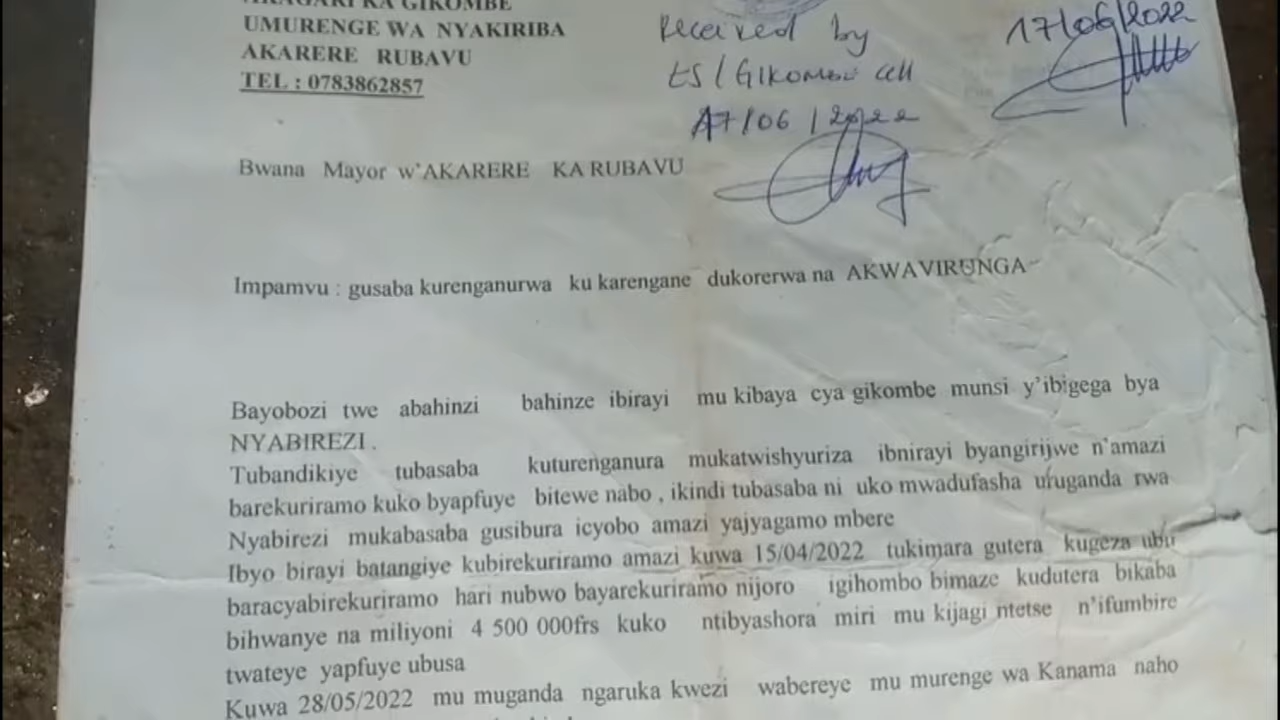 AKAGARI KA GIKOMBE
UMURENGE WA NYAKIRIBA
AKARERE RUBAVU
TEL : 0783862857
Received by
ES / GIKOMBE cell
17/06/2022
17/06/2022
Bwana Mayor w'AKARERE KA RUBAVU
Impamvu : gusaba kurenganurwa ku karengane dukorerwa na AKWAVIRUNGA
Bayobozi twe abahinzi bahinze ibirayi mu kibaya cya gikombe munsi y'ibigega bya
NYABIREZI .
Tubandikiye tubasaba kuturenganura mukatwishyuriza ibnirayi byangirijwe n'amazi
barekuriramo kuko byapfuye bitewe nabo , ikindi tubasaba ni uko mwadufasha uruganda rwa
Nyabirezi mukabasaba gusibura icyobo amazi yajyagamo mbere
Ibyo birayi batangiye kubirekuriramo amazi kuwa 15/04/2022 tukimara gutera kugeza ubu
baracyabirekuriramo hari nubwo bayarekuriramo nijoro igihombo bimaze kudutera bikaba
bihwanye na miliyoni 4 500 000frs kuko ntibyashora miri mu kijagi ntetse n'ifumbire
twateye yapfuye ubusa
Kuwa 28/05/2022 mu muganda ngaruka kwezi wabereye mu murenge wa Kanama naho